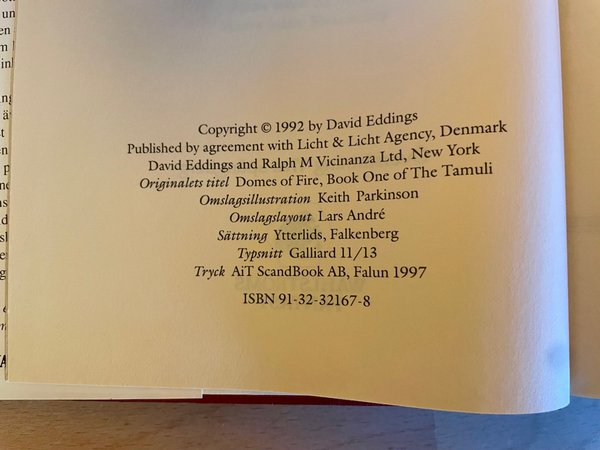 Copyright © 1992 by David Eddings
Published by agreement with Licht & Licht Agency, Denmark
David Eddings and Ralph M Vicinanza Ltd, New York
Originalets titel Domes of Fire, Book One of The Tamuli
Omslagsillustration Keith Parkinson
Omslagslayout Lars André
Sättning Ytterlids, Falkenberg
Typsnitt Galliard 11/13
Tryck AiT ScandBook AB, Falun 1997
ISBN 91-32-32167-8